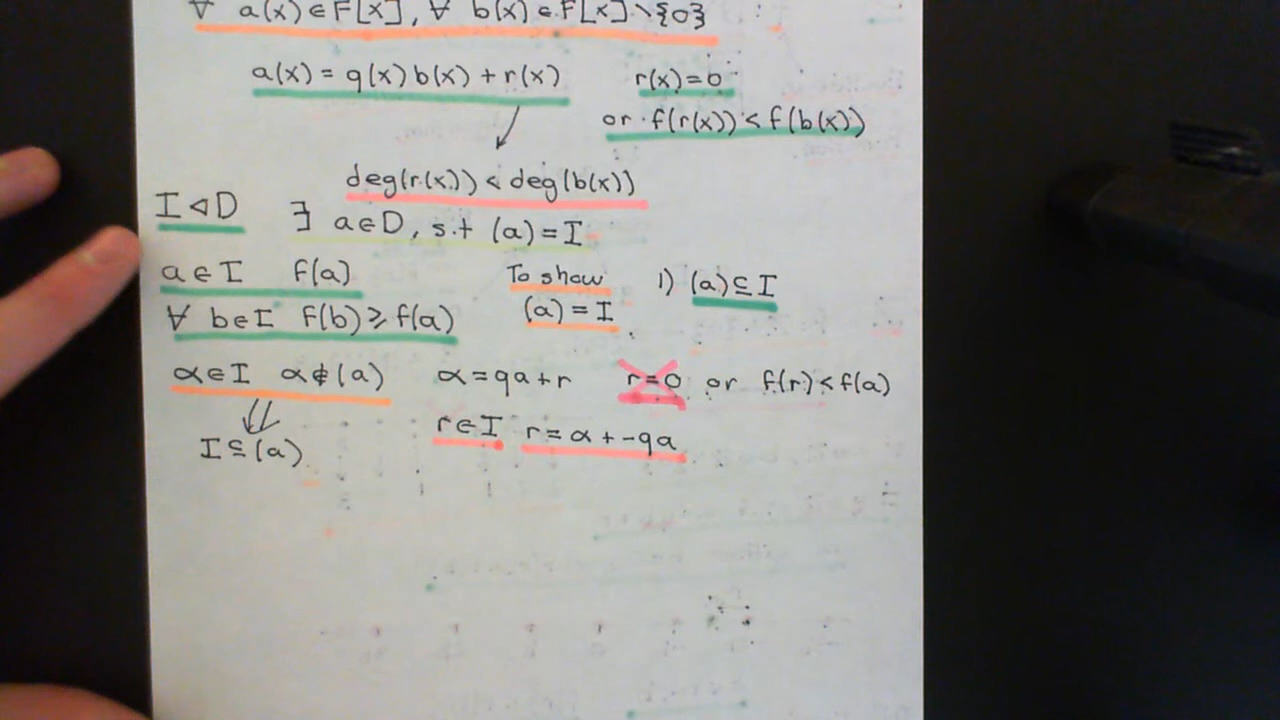 ∀ a(x)∈F[x], ∀ b(x)∈F[x]∖{0}
a(x) = q(x)b(x) + r(x) r(x)=0
or f(r(x)) < f(b(x))
deg(r(x)) < deg(b(x))
I ⊲ D ∃ a∈D, s.t (a) = I
a∈I f(a) To show 1) (a)⊆I
∀ b∈I f(b) ≥ f(a) (a) = I
α∈I α∉(a) α = qa + r r=0 or f(r) < f(a)
I⊆(a) r∈I r = α + -qa